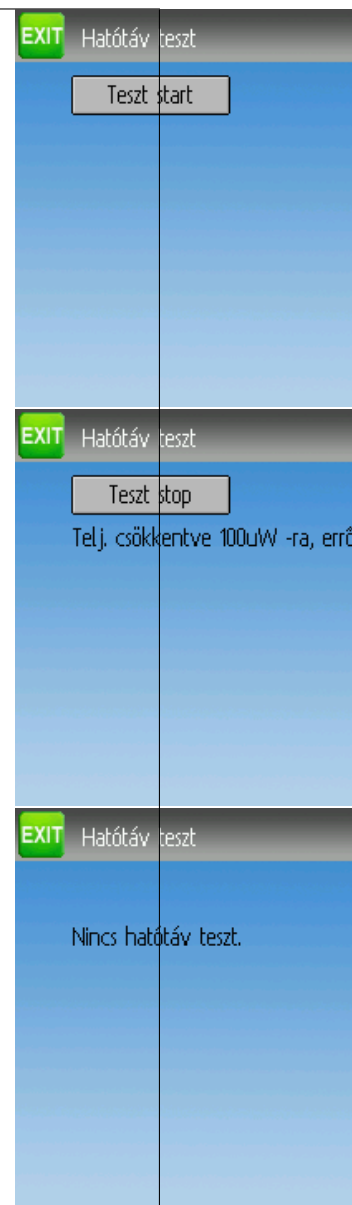 EXIT Hatótáv teszt
Teszt start
EXIT Hatótáv teszt
Teszt stop
Telj. csökkentve 100uW -ra, erő
EXIT Hatótáv teszt
Nincs hatótáv teszt.